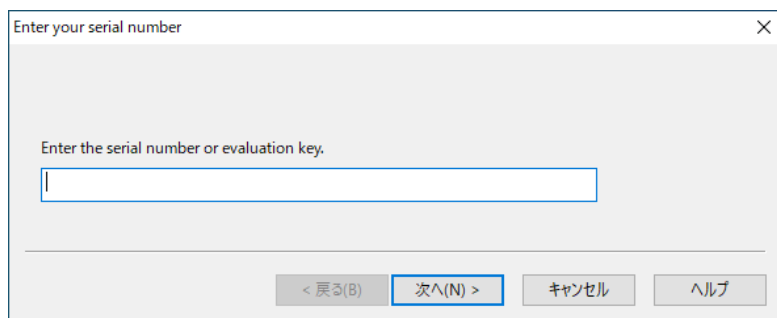 Enter your serial number
Enter the serial number or evaluation key.
< 戻る(B) 次へ(N) > キャンセル ヘルプ